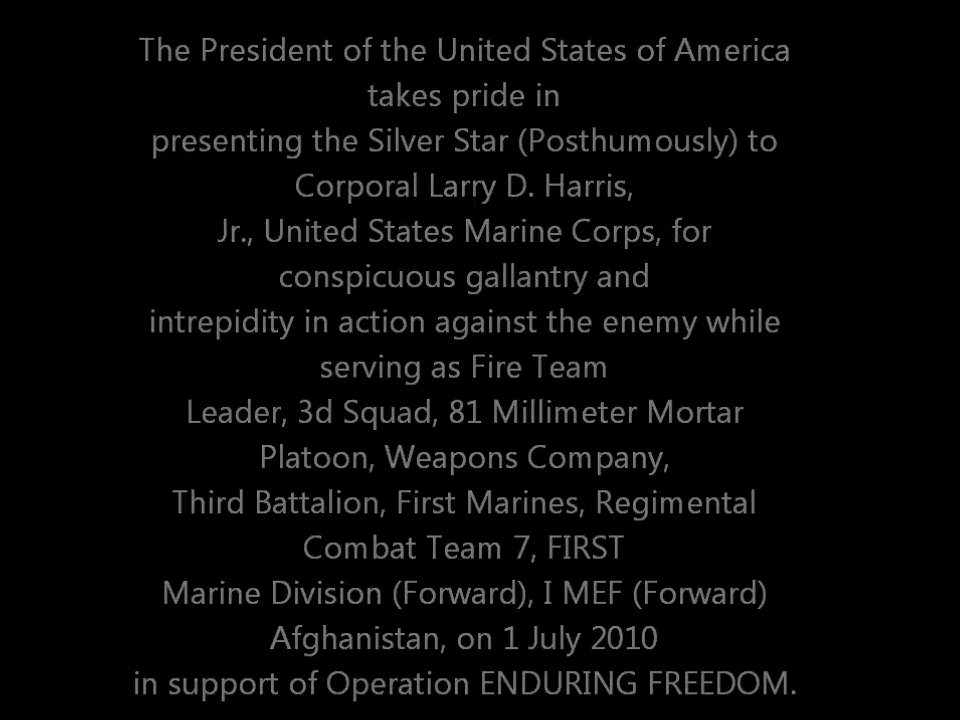 The President of the United States of America
takes pride in
presenting the Silver Star (Posthumously) to
Corporal Larry D. Harris,
Jr., United States Marine Corps, for
conspicuous gallantry and
intrepidity in action against the enemy while
serving as Fire Team
Leader, 3d Squad, 81 Millimeter Mortar
Platoon, Weapons Company,
Third Battalion, First Marines, Regimental
Combat Team 7, FIRST
Marine Division (Forward), I MEF (Forward)
Afghanistan, on 1 July 2010
in support of Operation ENDURING FREEDOM.